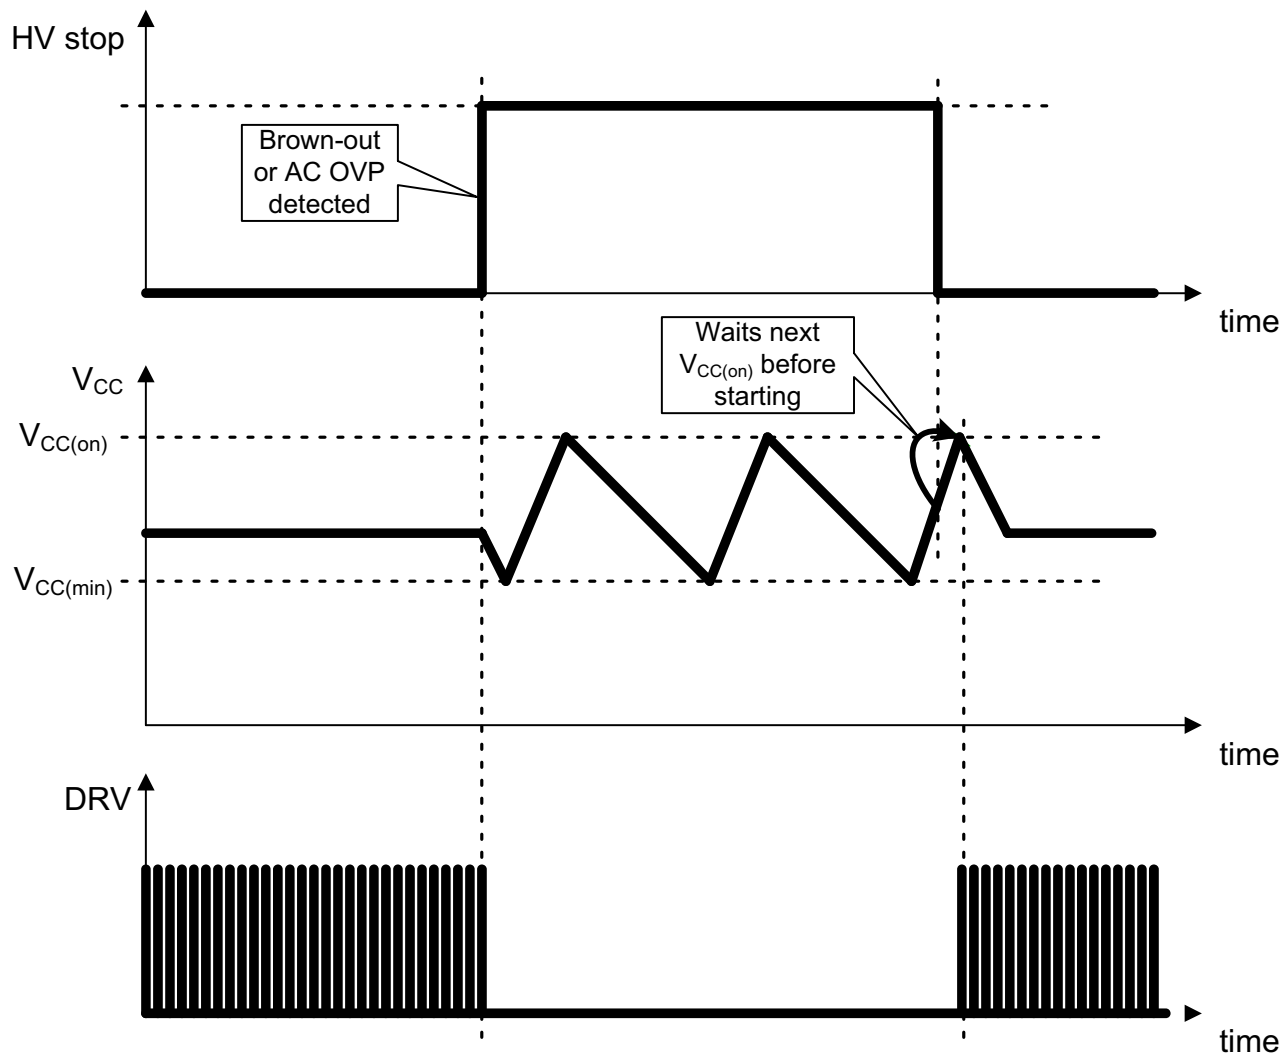 HV stop
Brown-out
or AC OVP
detected
time
Waits next
VCC(on) before
starting
VCC
VCC(on)
VCC(min)
time
DRV
time